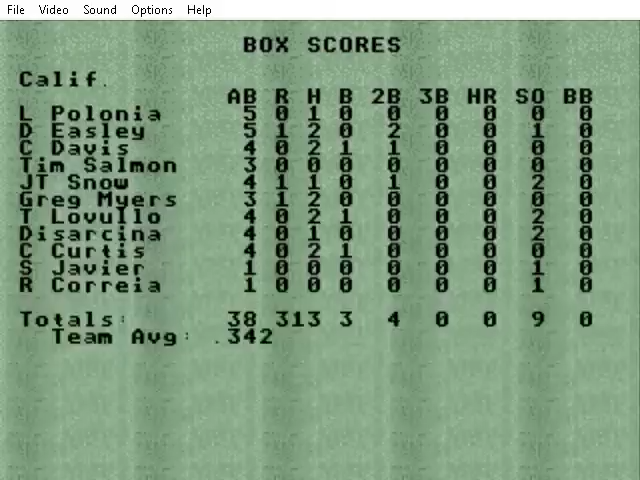 File Video Sound Options Help
BOX SCORES
Calif.
AB R H B 2B 3B HR SO BB
L Polonia 5 0 1 0 0 0 0 0 0
D Easley 5 1 2 0 2 0 0 1 0
C Davis 4 0 2 1 1 0 0 0 0
Tim Salmon 3 0 0 0 0 0 0 0 0
JT Snow 4 1 1 0 1 0 0 2 0
Greg Myers 3 1 2 0 0 0 0 0 0
T Lovullo 4 0 2 1 0 0 0 2 0
Disarcina 4 0 1 0 0 0 0 2 0
C Curtis 4 0 2 1 0 0 0 0 0
S Javier 1 0 0 0 0 0 0 1 0
R Correia 1 0 0 0 0 0 0 1 0
Totals: 38 313 3 4 0 0 9 0
Team Avg: .342